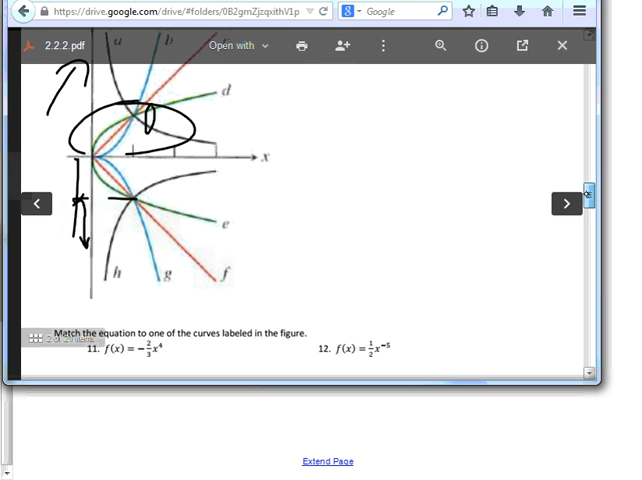 https://drive.google.com/drive/#folders/0B2gmZjzqxithV1p
Google
2.2.2.pdf
Open with
a
b
d
x
e
h
g
f
Match the equation to one of the curves labeled in the figure.
11. f(x) = −2/3x⁴
12. f(x) = 1/2x⁻⁵
Extend Page